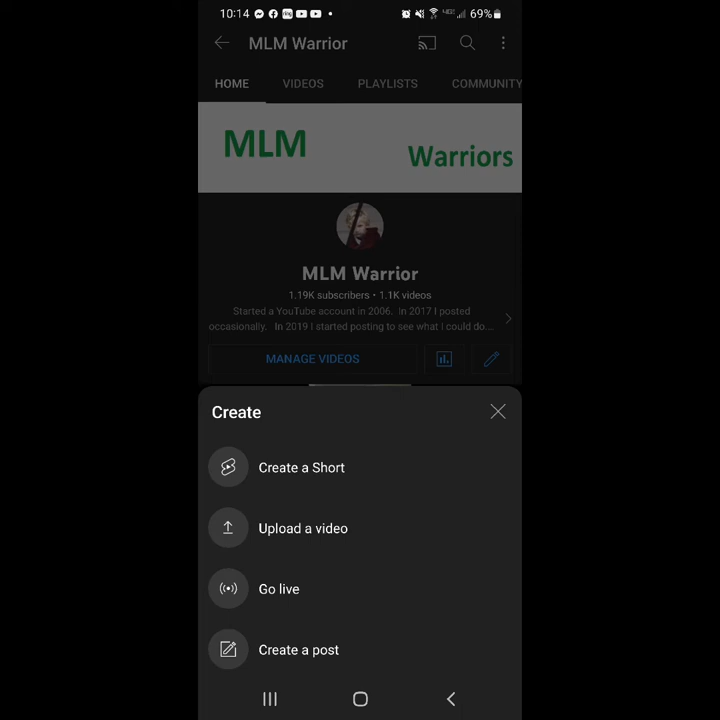 10:14 ring 69%
MLM Warrior
HOME VIDEOS PLAYLISTS COMMUNITY
MLM Warriors
MLM Warrior
1.19K subscribers • 1.1K videos
Started a YouTube account in 2006. In 2017 I posted
occasionally. In 2019 I started posting to see what I could do...
MANAGE VIDEOS
Create
Create a Short
Upload a video
Go live
Create a post